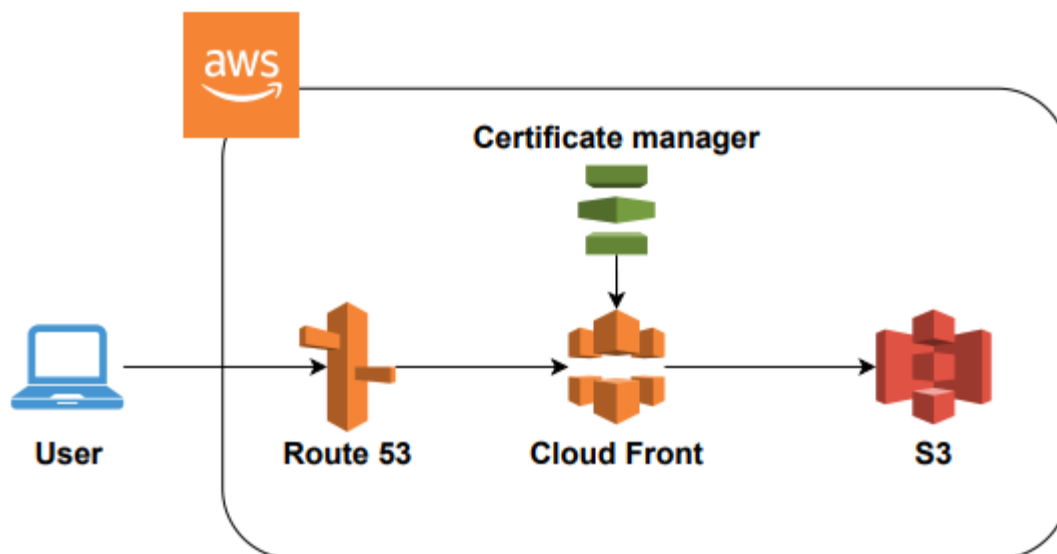 aws
Certificate manager
User
Route 53
Cloud Front
S3